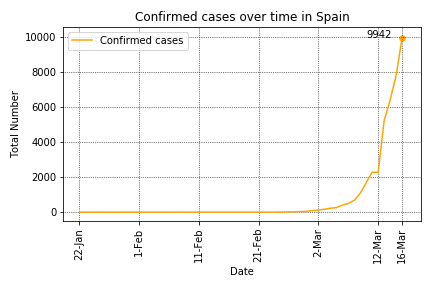 Confirmed cases over time in Spain
9942
Confirmed cases
10000
8000
6000
4000
2000
0
Total Number
22-Jan
1-Feb
11-Feb
21-Feb
2-Mar
12-Mar
16-Mar
Date